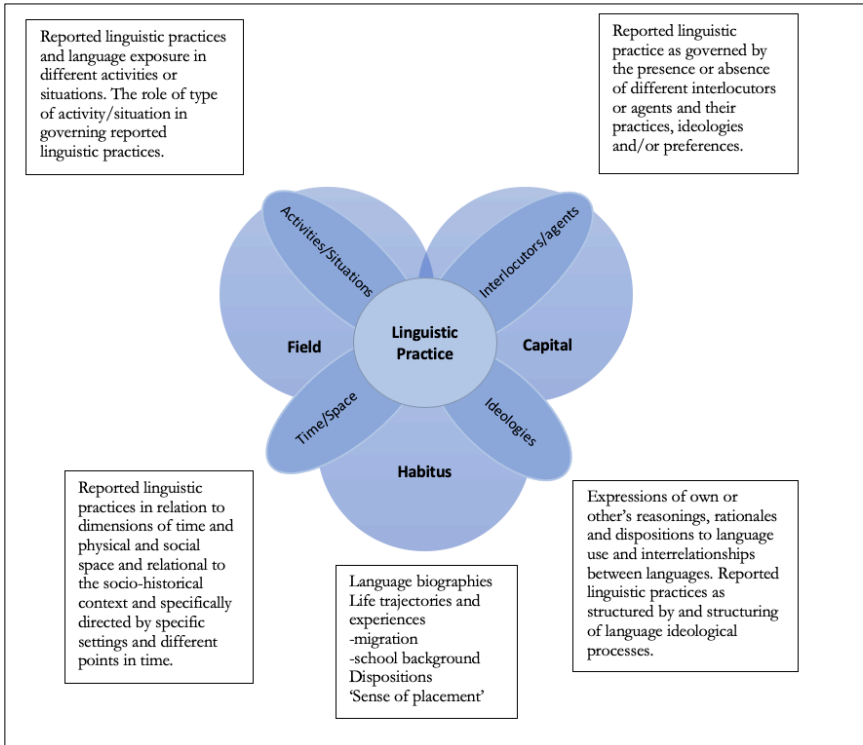 Reported linguistic practices
and language exposure in
different activities or
situations. The role of type
of activity/situation in
governing reported
linguistic practices.
Reported linguistic
practice as governed by
the presence or absence
of different interlocutors
or agents and their
practices, ideologies
and/or preferences.
Activities/Situations
Interlocutors/agents
Linguistic
Practice
Field
Capital
Time/Space
Ideologies
Habitus
Reported linguistic
practices in relation to
dimensions of time and
physical and social
space and relational to
the socio-historical
context and specifically
directed by specific
settings and different
points in time.
Language biographies
Life trajectories and
experiences
-migration
-school background
Dispositions
‘Sense of placement’
Expressions of own or
other’s reasonings, rationales
and dispositions to language
use and interrelationships
between languages. Reported
linguistic practices as
structured by and structuring
of language ideological
processes.